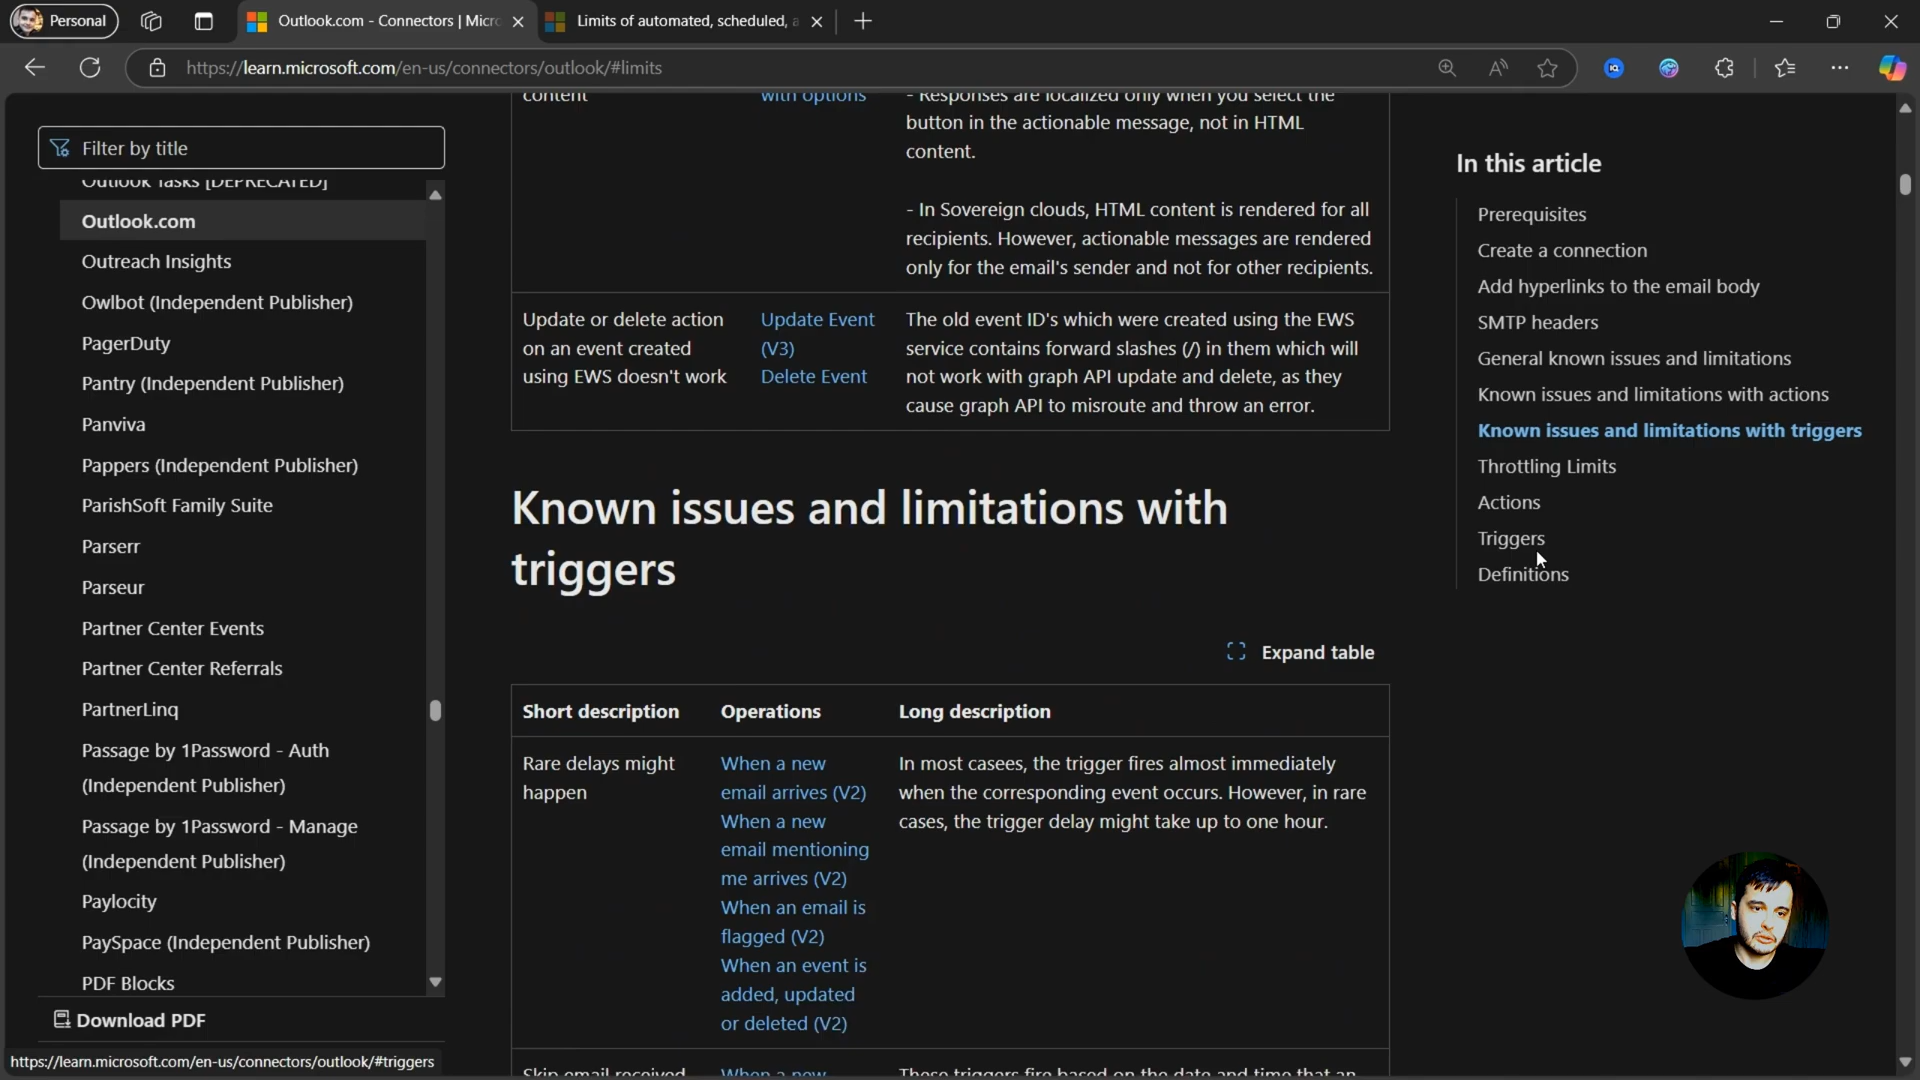 Personal
Outlook.com - Connectors | Micro
Limits of automated, scheduled, a
https://learn.microsoft.com/en-us/connectors/outlook/#limits
Filter by title
Outlook Tasks [DEPRECATED]
Outlook.com
Outreach Insights
Owlbot (Independent Publisher)
PagerDuty
Pantry (Independent Publisher)
Panviva
Pappers (Independent Publisher)
ParishSoft Family Suite
Parserr
Parseur
Partner Center Events
Partner Center Referrals
PartnerLinq
Passage by 1Password - Auth
(Independent Publisher)
Passage by 1Password - Manage
(Independent Publisher)
Paylocity
PaySpace (Independent Publisher)
PDF Blocks
Download PDF
https://learn.microsoft.com/en-us/connectors/outlook/#triggers
content
with options
- Responses are localized only when you select the
button in the actionable message, not in HTML
content.
- In Sovereign clouds, HTML content is rendered for all
recipients. However, actionable messages are rendered
only for the email's sender and not for other recipients.
Update or delete action
on an event created
using EWS doesn't work
Update Event
(V3)
Delete Event
The old event ID's which were created using the EWS
service contains forward slashes (/) in them which will
not work with graph API update and delete, as they
cause graph API to misroute and throw an error.
Known issues and limitations with
triggers
Expand table
Short description
Operations
Long description
Rare delays might
happen
When a new
email arrives (V2)
When a new
email mentioning
me arrives (V2)
When an email is
flagged (V2)
When an event is
added, updated
or deleted (V2)
In most casees, the trigger fires almost immediately
when the corresponding event occurs. However, in rare
cases, the trigger delay might take up to one hour.
Skip email received
When a new
These triggers fire based on the date and time that an
In this article
Prerequisites
Create a connection
Add hyperlinks to the email body
SMTP headers
General known issues and limitations
Known issues and limitations with actions
Known issues and limitations with triggers
Throttling Limits
Actions
Triggers
Definitions